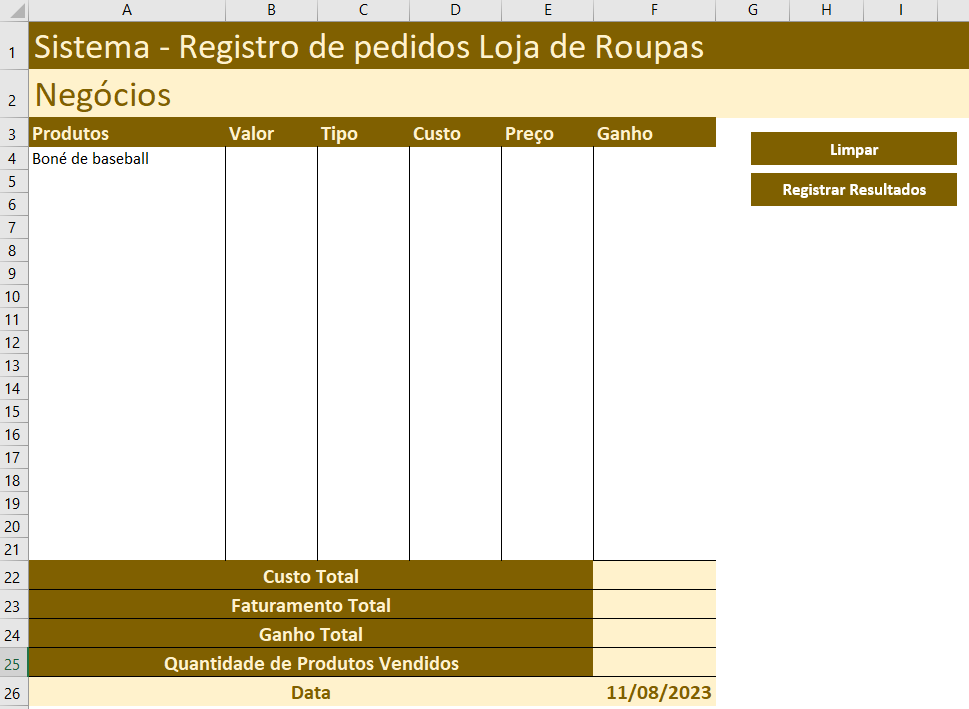 A B C D E F G H I
1 Sistema - Registro de pedidos Loja de Roupas
2 Negócios
3 Produtos Valor Tipo Custo Preço Ganho
Limpar
4 Boné de baseball
5
Registrar Resultados
6
7
8
9
10
11
12
13
14
15
16
17
18
19
20
21
22 Custo Total
23 Faturamento Total
24 Ganho Total
25 Quantidade de Produtos Vendidos
26 Data 11/08/2023